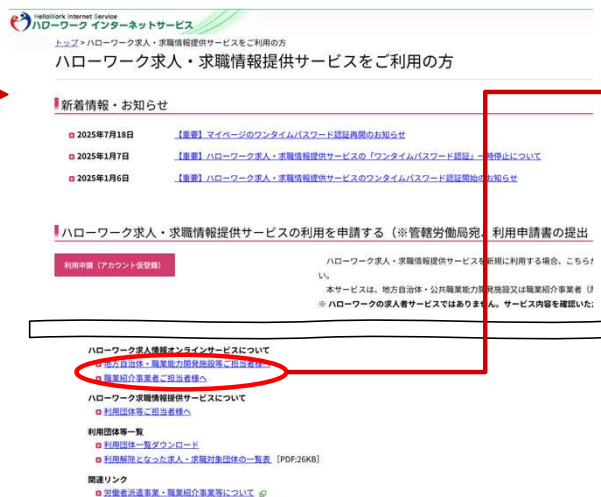 HelloWork Internet Service
ハローワーク インターネットサービス
トップ > ハローワーク求人・求職情報提供サービスをご利用の方
ハローワーク求人・求職情報提供サービスをご利用の方
新着情報・お知らせ
2025年7月18日 【重要】マイページのワンタイムパスワード認証再開のお知らせ
2025年1月7日 【重要】ハローワーク求人・求職情報提供サービスの「ワンタイムパスワード認証」一時停止について
2025年1月6日 【重要】ハローワーク求人・求職情報提供サービスのワンタイムパスワード認証開始のお知らせ
ハローワーク求人・求職情報提供サービスの利用を申請する(※管轄労働局宛、利用申請書の提出
利用申請(アカウント仮登録)
ハローワーク求人・求職情報提供サービスを新規に利用する場合、こちら
い。
本サービスは、地方自治体・公共職業能力開発施設又は職業紹介事業者(
※ ハローワークの求人者サービスではありません。サービス内容を確認いた
ハローワーク求人情報オンラインサービスについて
地方自治体・職業能力開発施設等ご担当者様へ
職業紹介事業者ご担当者様へ
ハローワーク求職情報提供サービスについて
利用団体等ご担当者様へ
利用団体等一覧
利用団体一覧ダウンロード
利用解除となった求人・求職対象団体の一覧表 [PDF:26KB]
関連リンク
労働者派遣事業・職業紹介事業等について